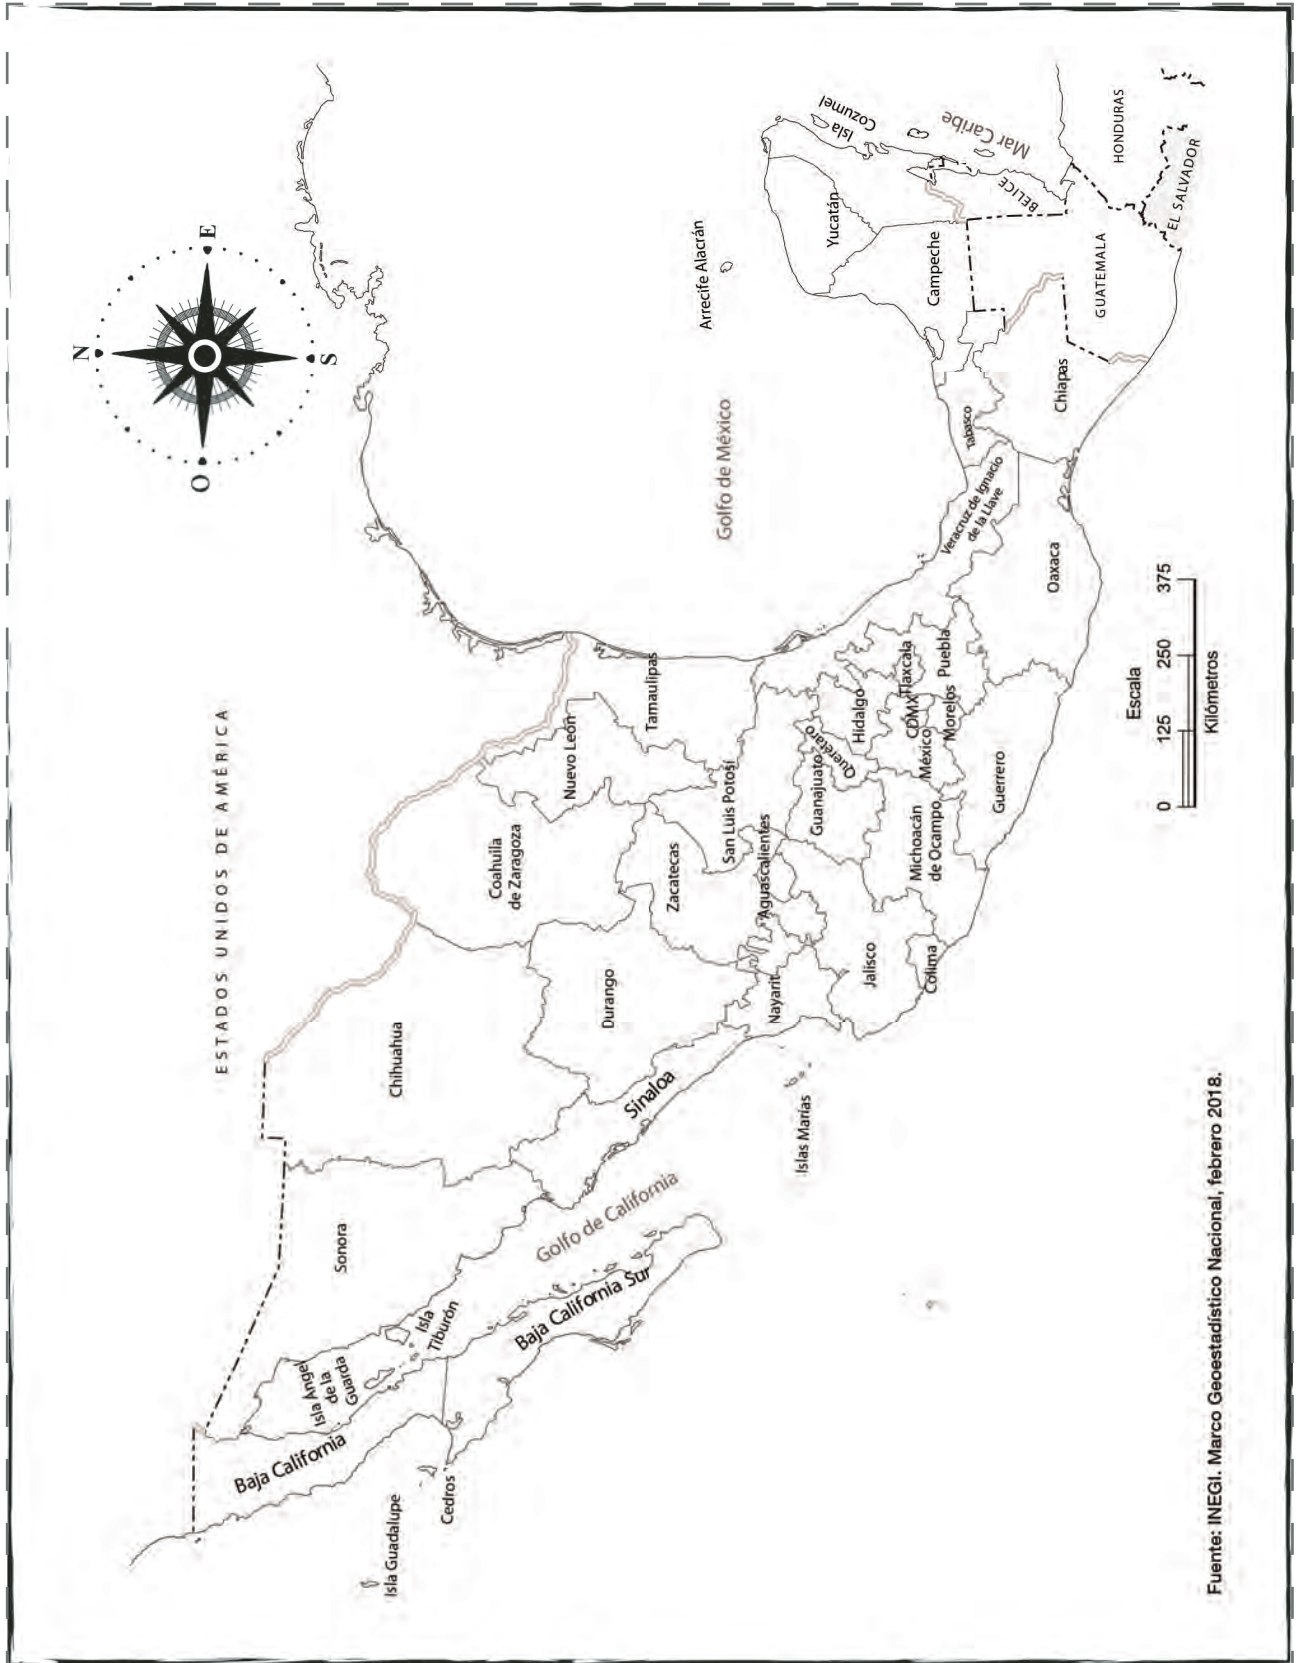 N
O
E
S
ESTADOS UNIDOS DE AMÉRICA
Baja California
Isla Ángel
de la
Guarda
Sonora
Chihuahua
Isla Guadalupe
Cedros
Isla
Tiburón
Coahuila
de Zaragoza
Nuevo León
Baja California Sur
Golfo de California
Durango
Sinaloa
Tamaulipas
Zacatecas
San Luis Potosí
Golfo de México
Arrecife Alacrán
Aguascalientes
Nayarit
Islas Marías
Guanajuato
Querétaro
Hidalgo
Jalisco
Yucatán
Isla
Cozumel
Mar Caribe
Colima
Michoacán
de Ocampo
México
CDMX
Tlaxcala
Morelos
Puebla
Campeche
Tabasco
Veracruz de Ignacio
de la Llave
Guerrero
Oaxaca
Chiapas
BELICE
GUATEMALA
HONDURAS
EL SALVADOR
Escala
0 125 250 375
Kilómetros
Fuente: INEGI. Marco Geoestadístico Nacional, febrero 2018.